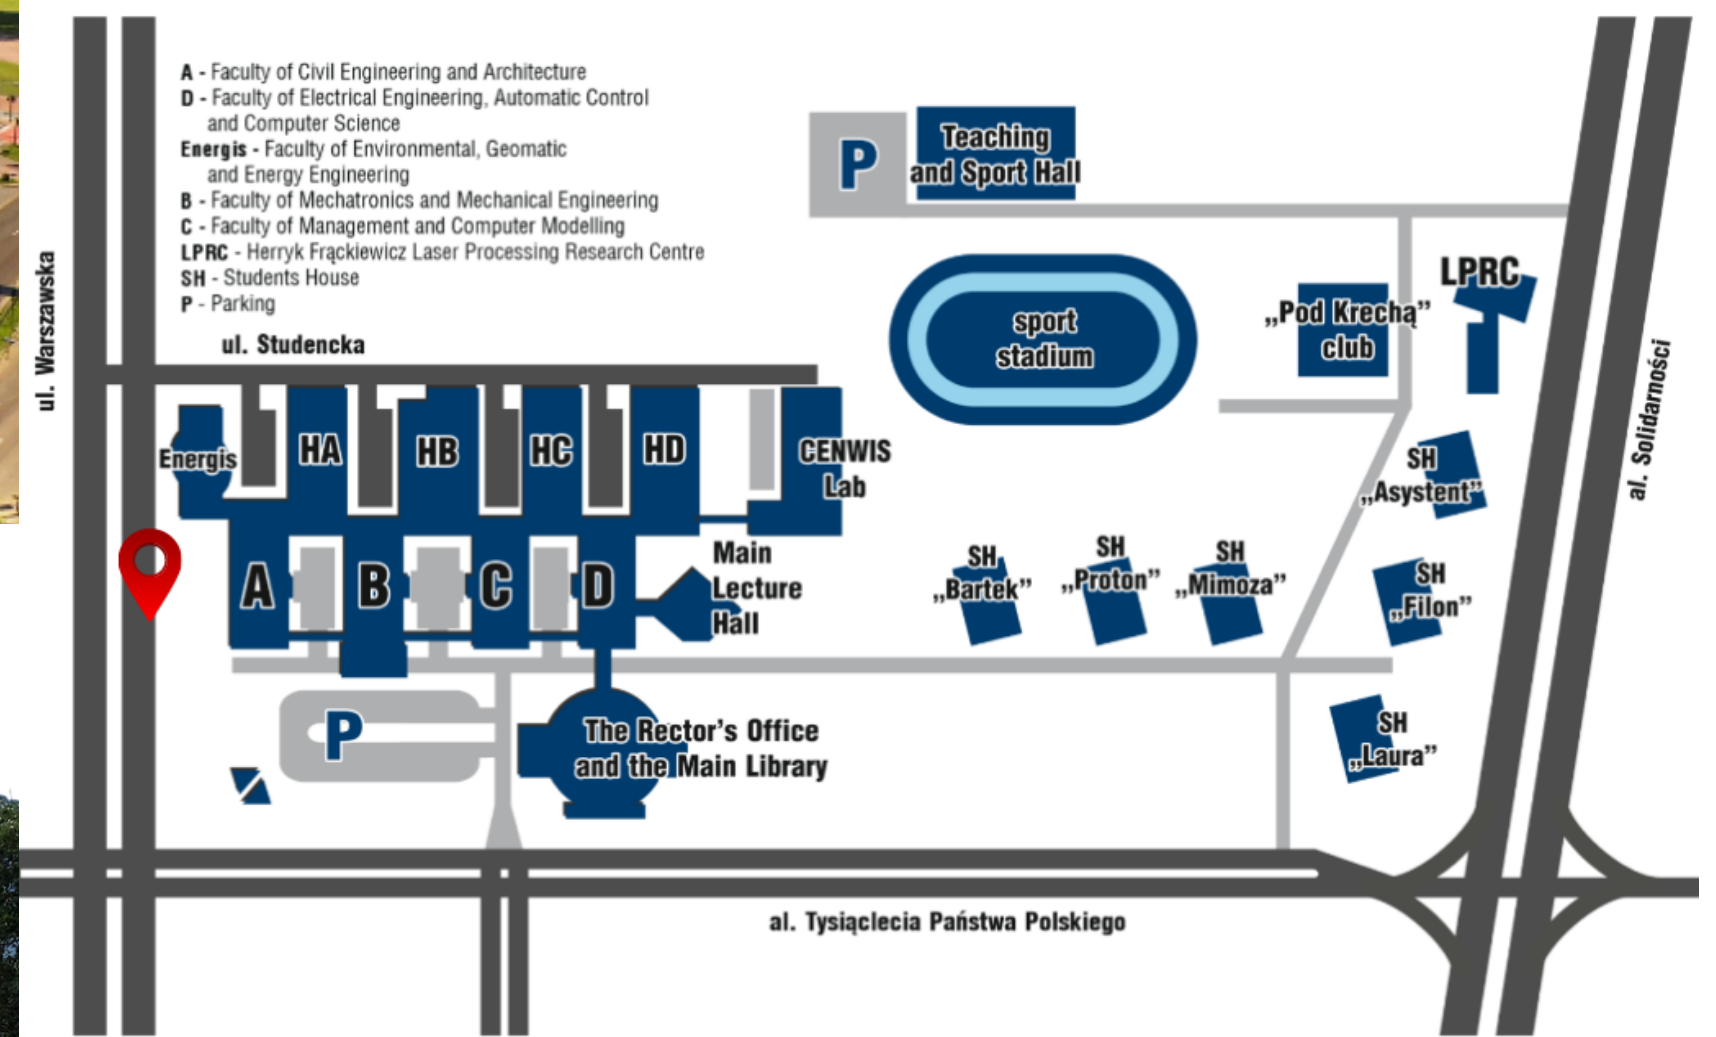 A - Faculty of Civil Engineering and Architecture
D - Faculty of Electrical Engineering, Automatic Control
and Computer Science
Energis - Faculty of Environmental, Geomatic
and Energy Engineering
B - Faculty of Mechatronics and Mechanical Engineering
C - Faculty of Management and Computer Modelling
LPRC - Herryk Frąckiewicz Laser Processing Research Centre
SH - Students House
P - Parking
ul. Warszawska
ul. Studencka
P
Teaching
and Sport Hall
sport
stadium
„Pod Krechą”
club
LPRC
al. Solidarności
Energis
HA
HB
HC
HD
CENWIS
Lab
A
B
C
D
Main
Lecture
Hall
SH
„Bartek”
SH
„Proton”
SH
„Mimoza”
SH
„Asystent”
SH
„Filon”
SH
„Laura”
P
The Rector's Office
and the Main Library
al. Tysiąclecia Państwa Polskiego